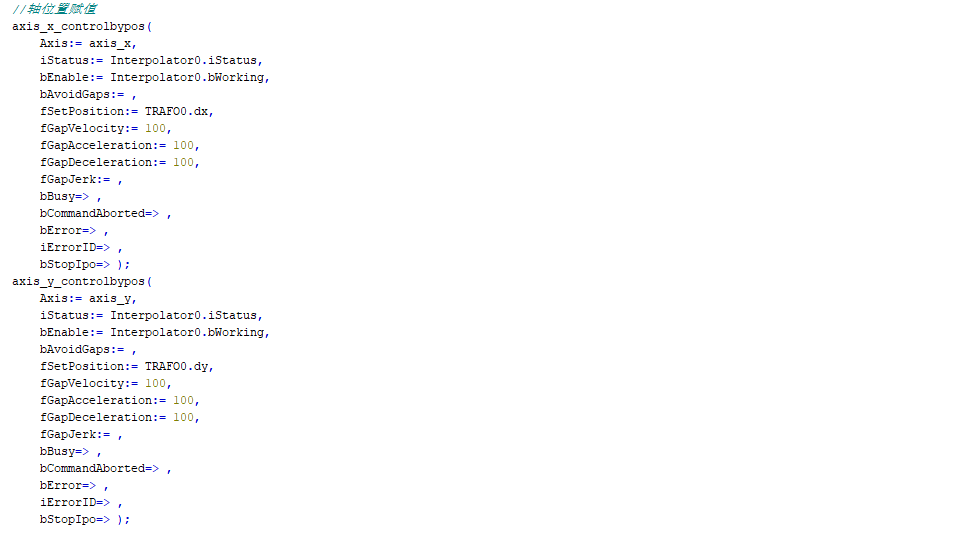 //轴位置赋值
axis_x_controlbypos(
Axis:= axis_x,
iStatus:= Interpolator0.iStatus,
bEnable:= Interpolator0.bWorking,
bAvoidGaps:= ,
fSetPosition:= TRAFO0.dx,
fGapVelocity:= 100,
fGapAcceleration:= 100,
fGapDeceleration:= 100,
fGapJerk:= ,
bBusy=> ,
bCommandAborted=> ,
bError=> ,
iErrorID=> ,
bStopIpo=> );
axis_y_controlbypos(
Axis:= axis_y,
iStatus:= Interpolator0.iStatus,
bEnable:= Interpolator0.bWorking,
bAvoidGaps:= ,
fSetPosition:= TRAFO0.dy,
fGapVelocity:= 100,
fGapAcceleration:= 100,
fGapDeceleration:= 100,
fGapJerk:= ,
bBusy=> ,
bCommandAborted=> ,
bError=> ,
iErrorID=> ,
bStopIpo=> );